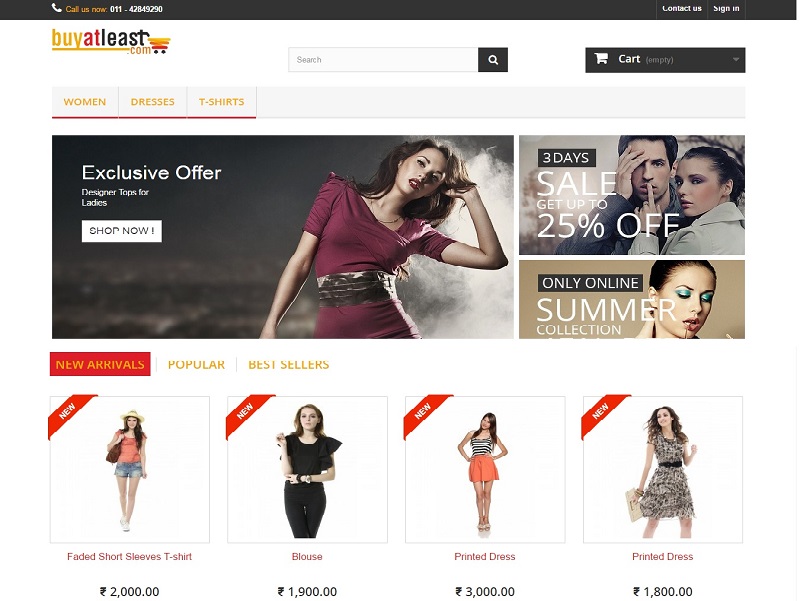 Call us now: 011 - 42849290
Contact us
Sign in
buyatleast
.com
Search
Cart (empty)
WOMEN
DRESSES
T-SHIRTS
Exclusive Offer
Designer Tops for
Ladies
SHOP NOW !
3 DAYS
SALE
GET UP TO
25% OFF
ONLY ONLINE
SUMMER
COLLECTION
NEW ARRIVALS
POPULAR
BEST SELLERS
NEW
NEW
NEW
NEW
Faded Short Sleeves T-shirt
Blouse
Printed Dress
Printed Dress
₹ 2,000.00
₹ 1,900.00
₹ 3,000.00
₹ 1,800.00